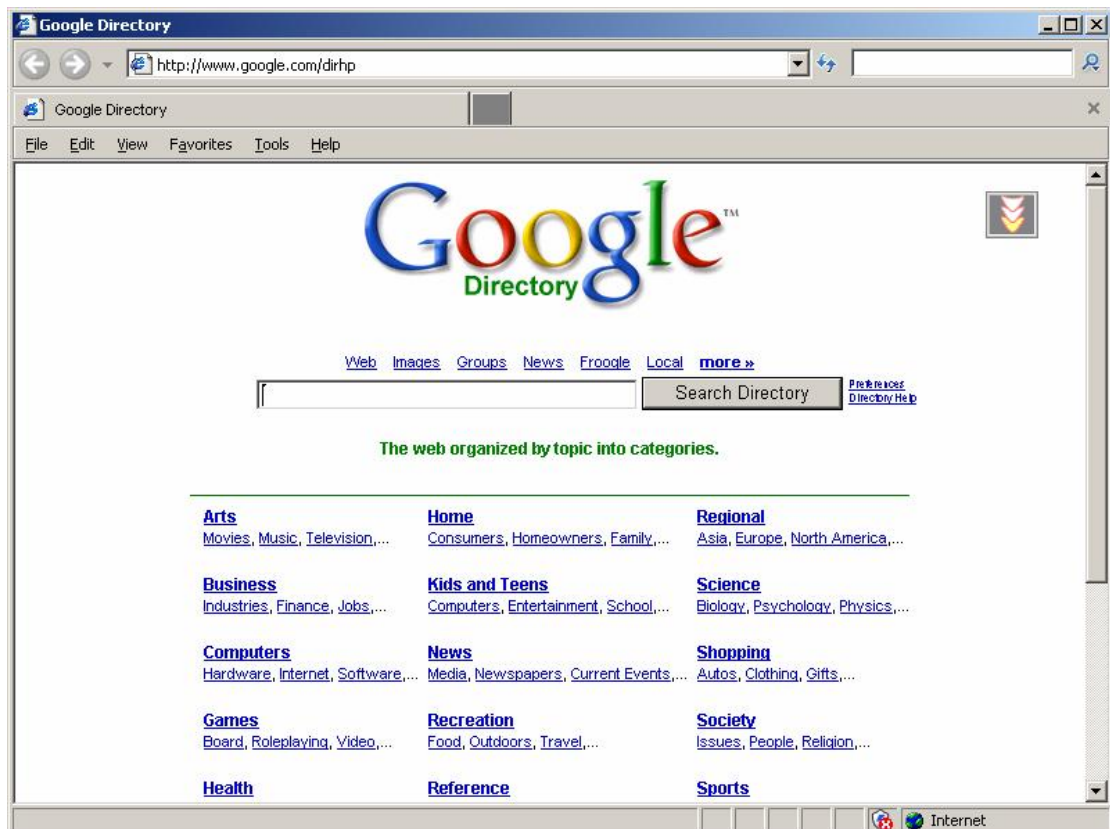 Google Directory
http://www.google.com/dirhp
Google Directory
File Edit View Favorites Tools Help
Google™
Directory
Web Images Groups News Froogle Local more »
Search Directory
Preferences
Directory Help
The web organized by topic into categories.
Arts Home Regional
Movies, Music, Television,... Consumers, Homeowners, Family,... Asia, Europe, North America,...
Business Kids and Teens Science
Industries, Finance, Jobs,... Computers, Entertainment, School,... Biology, Psychology, Physics,...
Computers News Shopping
Hardware, Internet, Software,... Media, Newspapers, Current Events,... Autos, Clothing, Gifts,...
Games Recreation Society
Board, Roleplaying, Video,... Food, Outdoors, Travel,... Issues, People, Religion,...
Health Reference Sports
Internet